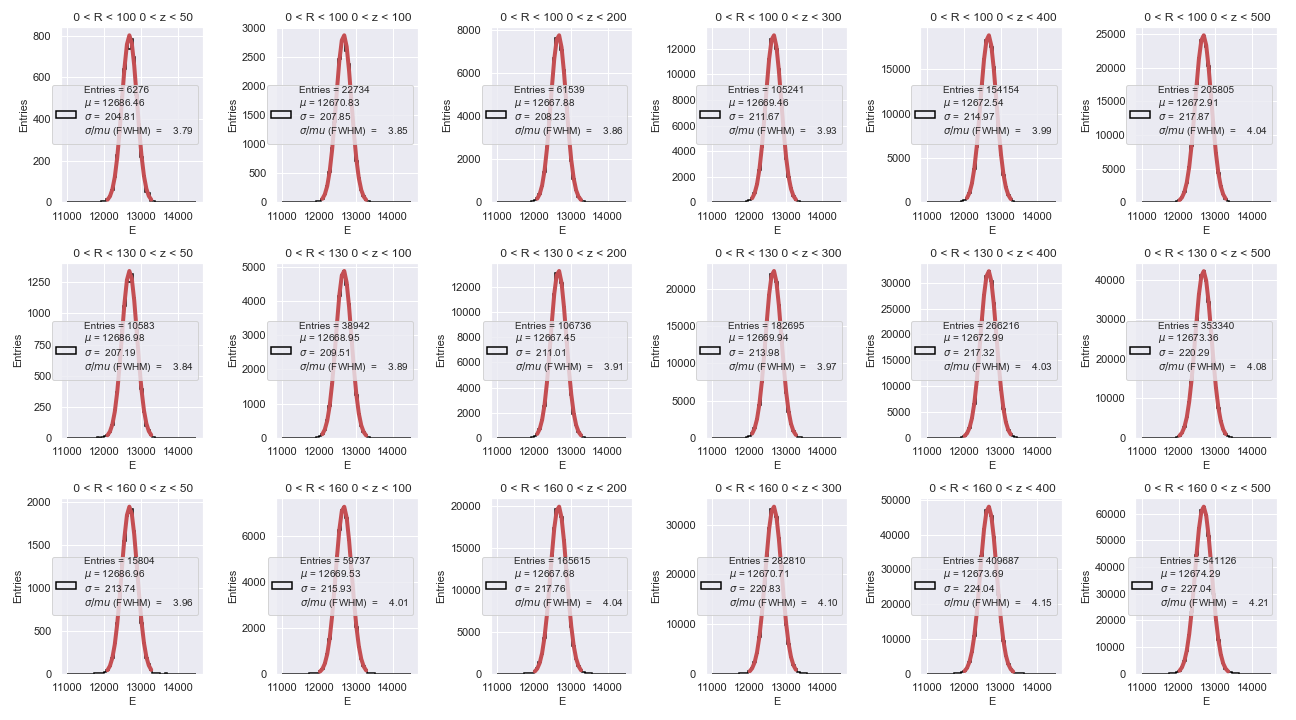 0 < R < 100 0 < z < 50
Entries
800
600
400
200
0
Entries = 6276
μ = 12686.46
σ = 204.81
σ/mu (FWHM) = 3.79
11000 12000 13000 14000
E
0 < R < 100 0 < z < 100
Entries
3000
2500
2000
1500
1000
500
0
Entries = 22734
μ = 12670.83
σ = 207.85
σ/mu (FWHM) = 3.85
11000 12000 13000 14000
E
0 < R < 100 0 < z < 200
Entries
8000
6000
4000
2000
0
Entries = 61539
μ = 12667.88
σ = 208.23
σ/mu (FWHM) = 3.86
11000 12000 13000 14000
E
0 < R < 100 0 < z < 300
Entries
12000
10000
8000
6000
4000
2000
0
Entries = 105241
μ = 12669.46
σ = 211.67
σ/mu (FWHM) = 3.93
11000 12000 13000 14000
E
0 < R < 100 0 < z < 400
Entries
15000
10000
5000
0
Entries = 154154
μ = 12672.54
σ = 214.97
σ/mu (FWHM) = 3.99
11000 12000 13000 14000
E
0 < R < 100 0 < z < 500
Entries
25000
20000
15000
10000
5000
0
Entries = 205805
μ = 12672.91
σ = 217.87
σ/mu (FWHM) = 4.04
11000 12000 13000 14000
E
0 < R < 130 0 < z < 50
Entries
1250
1000
750
500
250
0
Entries = 10583
μ = 12686.98
σ = 207.19
σ/mu (FWHM) = 3.84
11000 12000 13000 14000
E
0 < R < 130 0 < z < 100
Entries
5000
4000
3000
2000
1000
0
Entries = 38942
μ = 12668.95
σ = 209.51
σ/mu (FWHM) = 3.89
11000 12000 13000 14000
E
0 < R < 130 0 < z < 200
Entries
12000
10000
8000
6000
4000
2000
0
Entries = 106736
μ = 12667.45
σ = 211.01
σ/mu (FWHM) = 3.91
11000 12000 13000 14000
E
0 < R < 130 0 < z < 300
Entries
20000
15000
10000
5000
0
Entries = 182695
μ = 12669.94
σ = 213.98
σ/mu (FWHM) = 3.97
11000 12000 13000 14000
E
0 < R < 130 0 < z < 400
Entries
30000
25000
20000
15000
10000
5000
0
Entries = 266216
μ = 12672.99
σ = 217.32
σ/mu (FWHM) = 4.03
11000 12000 13000 14000
E
0 < R < 130 0 < z < 500
Entries
40000
30000
20000
10000
0
Entries = 353340
μ = 12673.36
σ = 220.29
σ/mu (FWHM) = 4.08
11000 12000 13000 14000
E
0 < R < 160 0 < z < 50
Entries
2000
1500
1000
500
0
Entries = 15804
μ = 12686.96
σ = 213.74
σ/mu (FWHM) = 3.96
11000 12000 13000 14000
E
0 < R < 160 0 < z < 100
Entries
6000
4000
2000
0
Entries = 59737
μ = 12669.53
σ = 215.93
σ/mu (FWHM) = 4.01
11000 12000 13000 14000
E
0 < R < 160 0 < z < 200
Entries
20000
15000
10000
5000
0
Entries = 165615
μ = 12667.68
σ = 217.76
σ/mu (FWHM) = 4.04
11000 12000 13000 14000
E
0 < R < 160 0 < z < 300
Entries
30000
20000
10000
0
Entries = 282810
μ = 12670.71
σ = 220.83
σ/mu (FWHM) = 4.10
11000 12000 13000 14000
E
0 < R < 160 0 < z < 400
Entries
50000
40000
30000
20000
10000
0
Entries = 409687
μ = 12673.69
σ = 224.04
σ/mu (FWHM) = 4.15
11000 12000 13000 14000
E
0 < R < 160 0 < z < 500
Entries
60000
50000
40000
30000
20000
10000
0
Entries = 541126
μ = 12674.29
σ = 227.04
σ/mu (FWHM) = 4.21
11000 12000 13000 14000
E